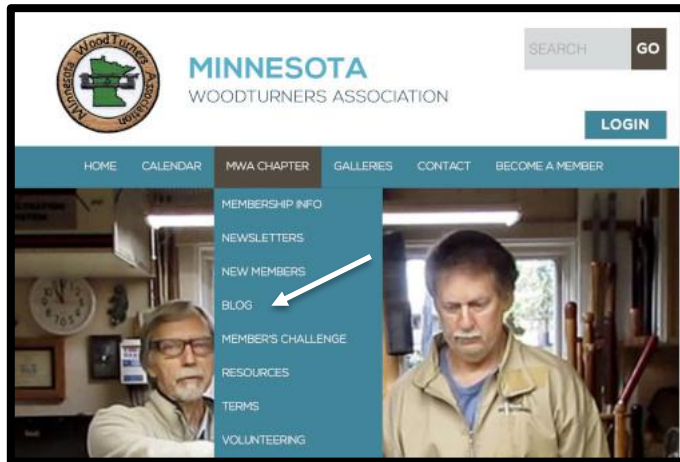 Minnesota WoodTurners Association
MINNESOTA
WOODTURNERS ASSOCIATION
SEARCH
GO
LOGIN
HOME
CALENDAR
MWA CHAPTER
GALLERIES
CONTACT
BECOME A MEMBER
MEMBERSHIP INFO
NEWSLETTERS
NEW MEMBERS
BLOG
MEMBER'S CHALLENGE
RESOURCES
TERMS
VOLUNTEERING